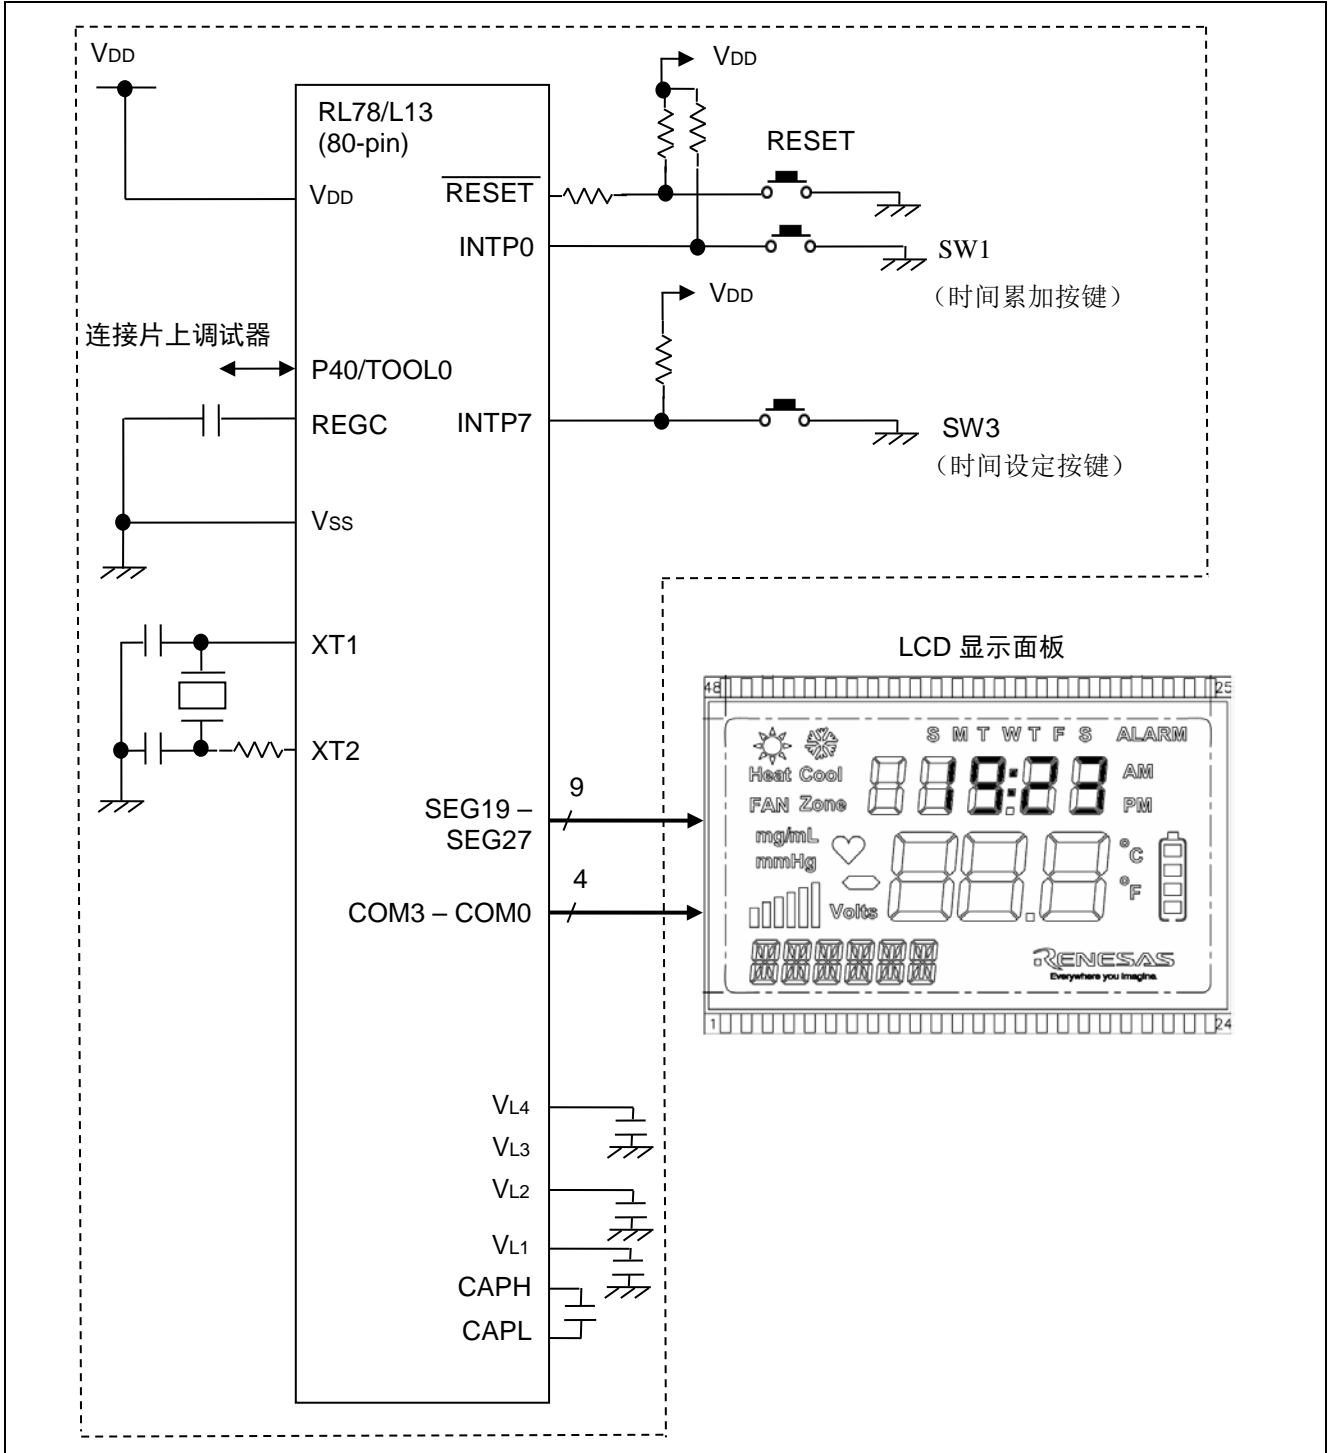 VDD
RL78/L13
(80-pin)
VDD
VDD
RESET
RESET
INTP0
SW1
(时间累加按键)
VDD
连接片上调试器
P40/TOOL0
REGC
INTP7
SW3
(时间设定按键)
VSS
XT1
XT2
SEG19 –
SEG27
9
COM3 – COM0
4
LCD 显示面板
48
25
S M T W T F S
ALARM
Heat Cool
FAN Zone
19:23
AM
PM
mg/mL
mmHg
Volts
°C
°F
RENESAS
Everywhere you imagine.
1
24
VL4
VL3
VL2
VL1
CAPH
CAPL